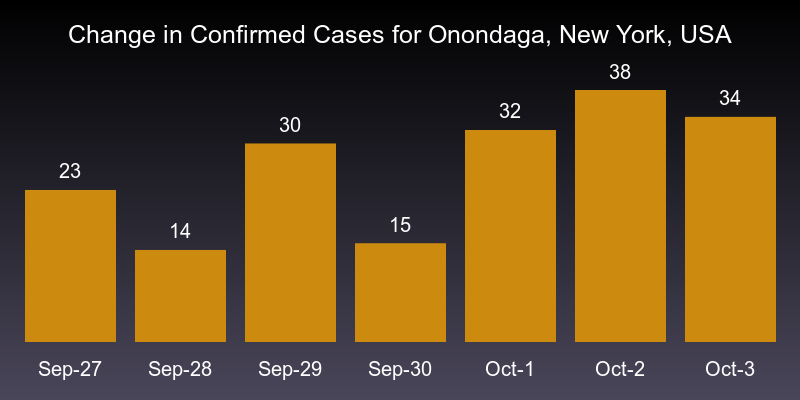 Change in Confirmed Cases for Onondaga, New York, USA
23
14
30
15
32
38
34
Sep-27
Sep-28
Sep-29
Sep-30
Oct-1
Oct-2
Oct-3